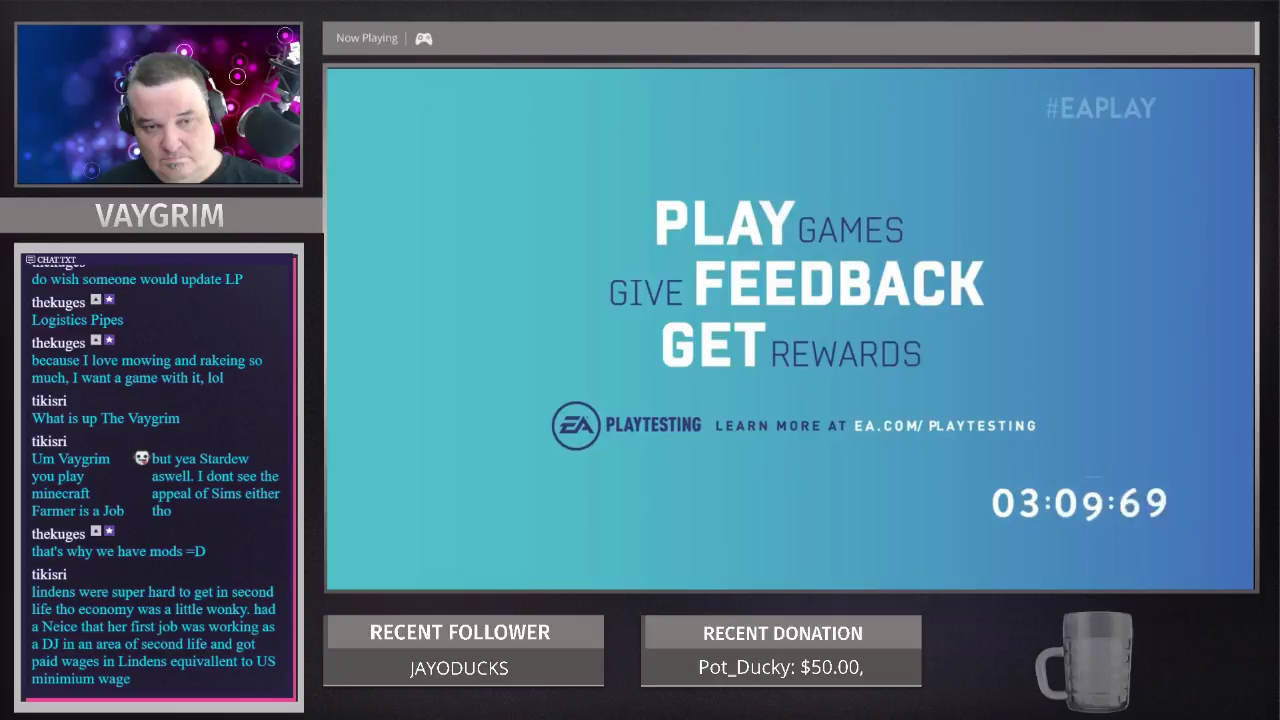 Now Playing
#EAPLAY
PLAY GAMES
GIVE FEEDBACK
GET REWARDS
EA PLAYTESTING LEARN MORE AT EA.COM/PLAYTESTING
03:09:69
VAYGRIM
CHAT.TXT
thekuges
do wish someone would update LP
thekuges
Logistics Pipes
thekuges
because I love mowing and rakeing so
much, I want a game with it, lol
tikisri
What is up The Vaygrim
tikisri
Um Vaygrim
you play
minecraft
Farmer is a Job
but yea Stardew
aswell. I dont see the
appeal of Sims either
tho
thekuges
that's why we have mods =D
tikisri
lindens were super hard to get in second
life tho economy was a little wonky. had
a Neice that her first job was working as
a DJ in an area of second life and got
paid wages in Lindens equivallent to US
minimium wage
RECENT FOLLOWER
JAYODUCKS
RECENT DONATION
Pot_Ducky: $50.00,